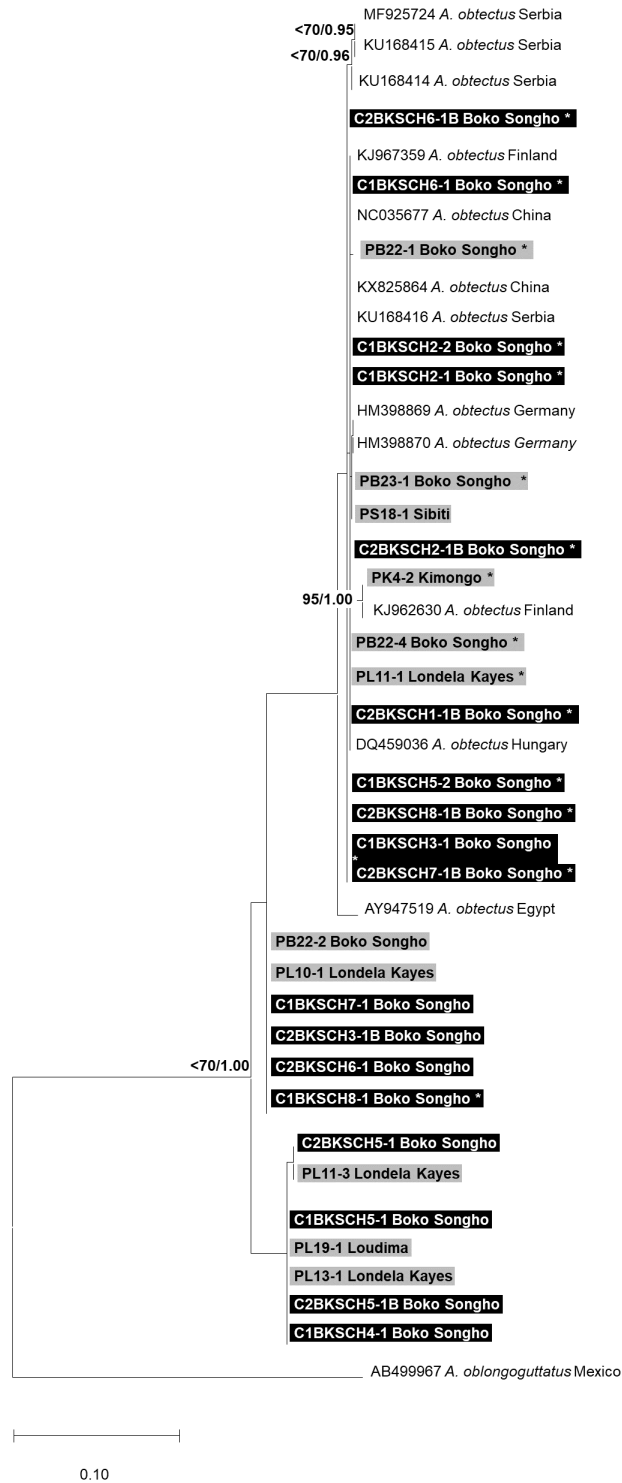 MF925724 A. obtectus Serbia
<70/0.95
KU168415 A. obtectus Serbia
<70/0.96
KU168414 A. obtectus Serbia
C2BKSCH6-1B Boko Songho *
KJ967359 A. obtectus Finland
C1BKSCH6-1 Boko Songho *
NC035677 A. obtectus China
PB22-1 Boko Songho *
KX825864 A. obtectus China
KU168416 A. obtectus Serbia
C1BKSCH2-2 Boko Songho *
C1BKSCH2-1 Boko Songho *
HM398869 A. obtectus Germany
HM398870 A. obtectus Germany
PB23-1 Boko Songho *
PS18-1 Sibiti
C2BKSCH2-1B Boko Songho *
PK4-2 Kimongo *
95/1.00
KJ962630 A. obtectus Finland
PB22-4 Boko Songho *
PL11-1 Londela Kayes *
C2BKSCH1-1B Boko Songho *
DQ459036 A. obtectus Hungary
C1BKSCH5-2 Boko Songho *
C2BKSCH8-1B Boko Songho *
C1BKSCH3-1 Boko Songho
*
C2BKSCH7-1B Boko Songho *
AY947519 A. obtectus Egypt
PB22-2 Boko Songho
PL10-1 Londela Kayes
C1BKSCH7-1 Boko Songho
C2BKSCH3-1B Boko Songho
<70/1.00
C2BKSCH6-1 Boko Songho
C1BKSCH8-1 Boko Songho *
C2BKSCH5-1 Boko Songho
PL11-3 Londela Kayes
C1BKSCH5-1 Boko Songho
PL19-1 Loudima
PL13-1 Londela Kayes
C2BKSCH5-1B Boko Songho
C1BKSCH4-1 Boko Songho
AB499967 A. oblongoguttatus Mexico
0.10